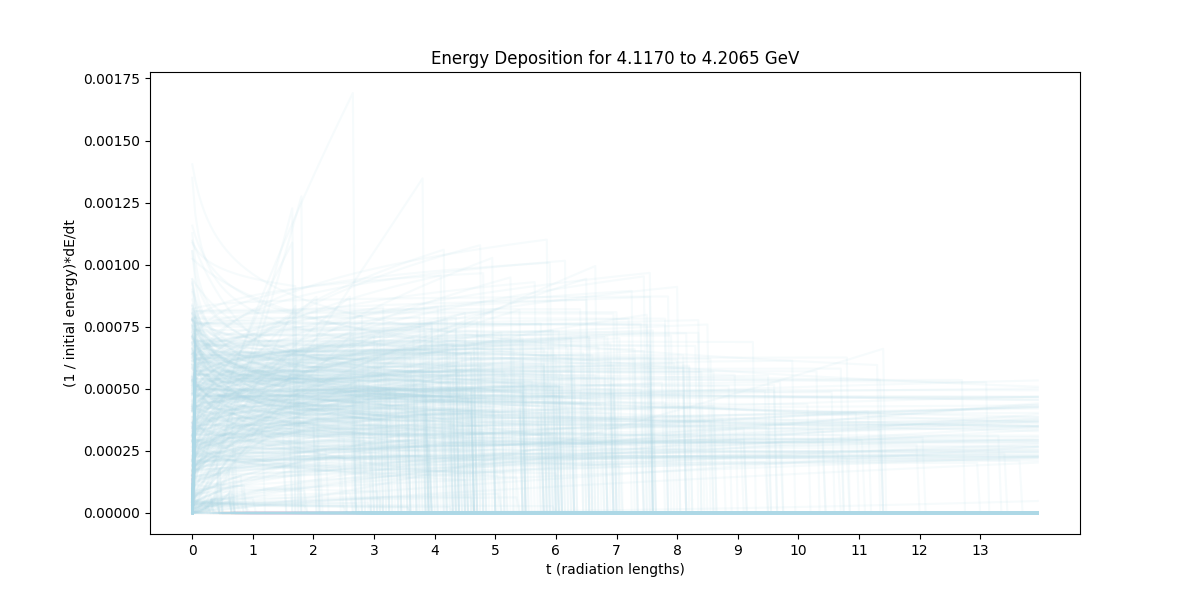 Energy Deposition for 4.1170 to 4.2065 GeV
(1 / initial energy)*dE/dt
0.00175
0.00150
0.00125
0.00100
0.00075
0.00050
0.00025
0.00000
0 1 2 3 4 5 6 7 8 9 10 11 12 13
t (radiation lengths)